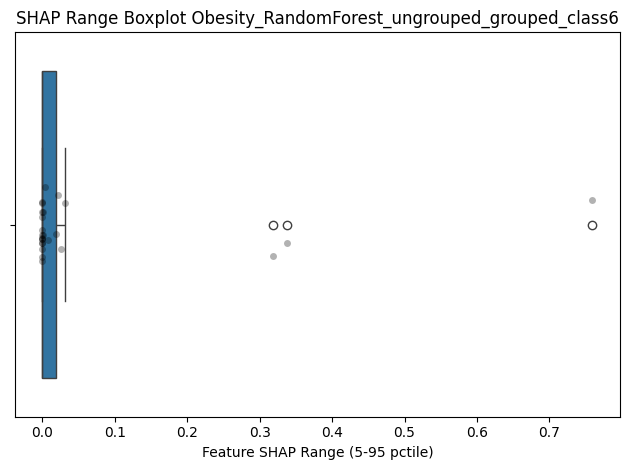 SHAP Range Boxplot Obesity_RandomForest_ungrouped_grouped_class6
0.0 0.1 0.2 0.3 0.4 0.5 0.6 0.7
Feature SHAP Range (5-95 pctile)